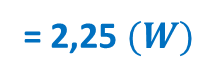 = 2,25 (W)